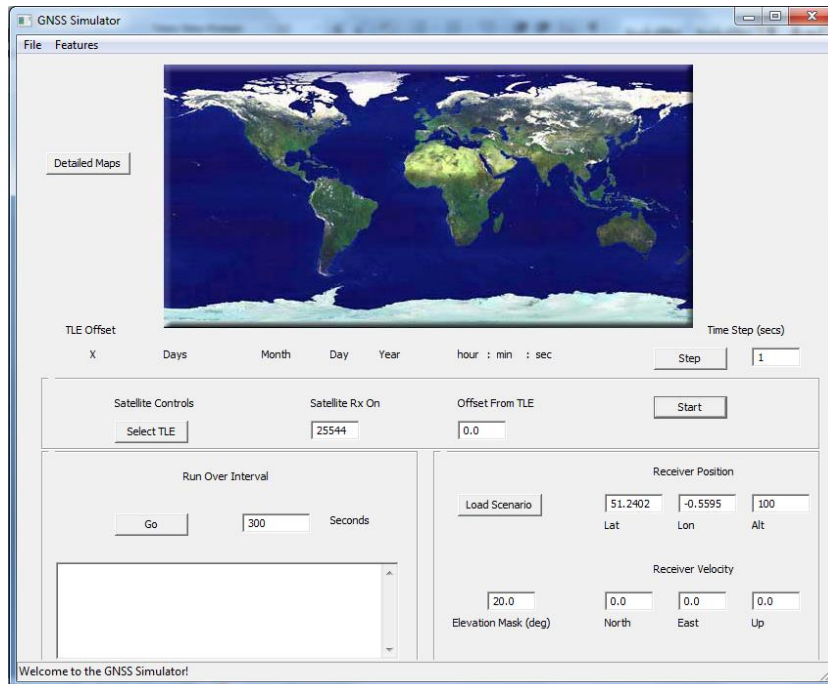 GNSS Simulator
File Features
Detailed Maps
TLE Offset
Time Step (secs)
X Days Month Day Year hour : min : sec
Step 1
Satellite Controls Satellite Rx On Offset From TLE
Start
Select TLE 25544 0.0
Run Over Interval
Go 300 Seconds
Receiver Position
Load Scenario 51.2402 -0.5595 100
Lat Lon Alt
Receiver Velocity
20.0 0.0 0.0 0.0
Elevation Mask (deg) North East Up
Welcome to the GNSS Simulator!